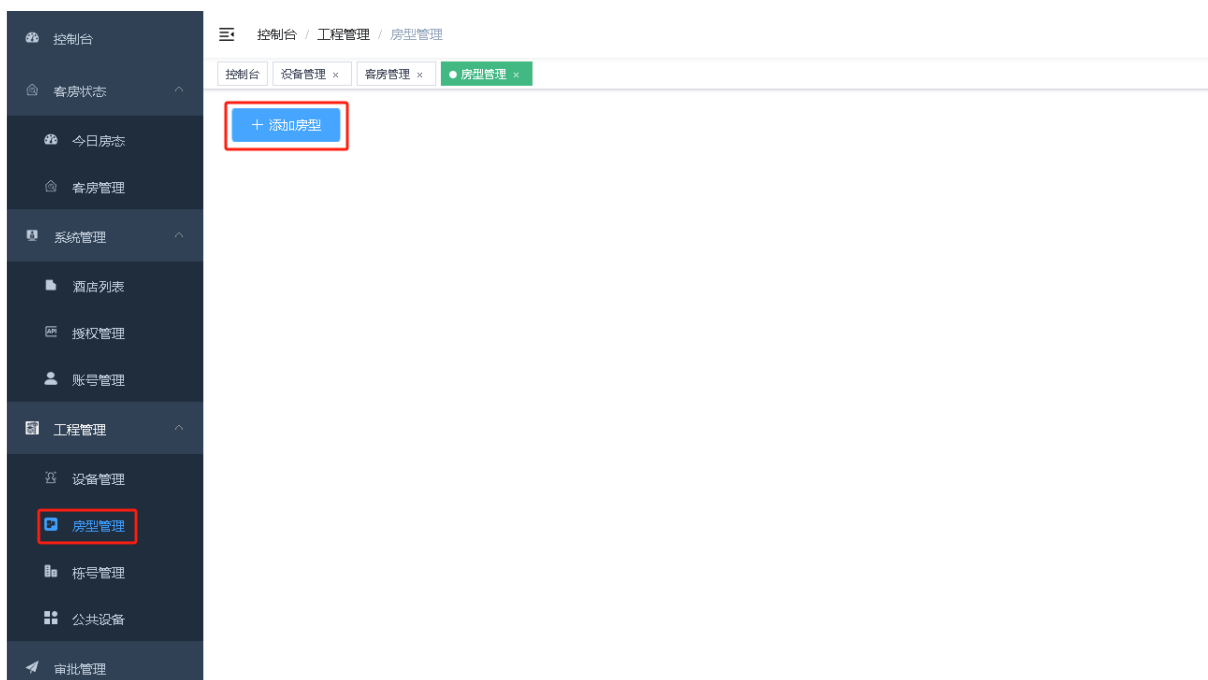 控制台
客房状态
今日房态
客房管理
系统管理
酒店列表
授权管理
账号管理
工程管理
设备管理
房型管理
栋号管理
公共设备
审批管理
控制台 / 工程管理 / 房型管理
控制台 设备管理 × 客房管理 × 房型管理 ×
+ 添加房型